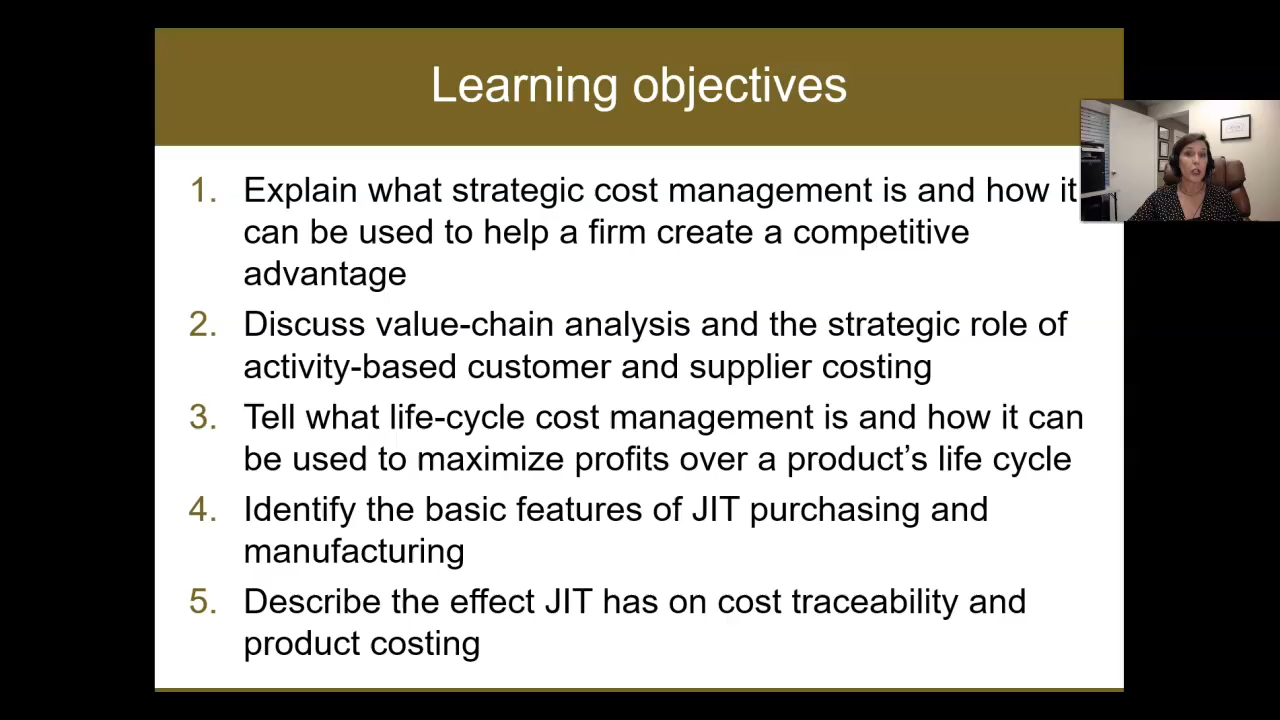 Learning objectives
1. Explain what strategic cost management is and how it
can be used to help a firm create a competitive
advantage
2. Discuss value-chain analysis and the strategic role of
activity-based customer and supplier costing
3. Tell what life-cycle cost management is and how it can
be used to maximize profits over a product’s life cycle
4. Identify the basic features of JIT purchasing and
manufacturing
5. Describe the effect JIT has on cost traceability and
product costing